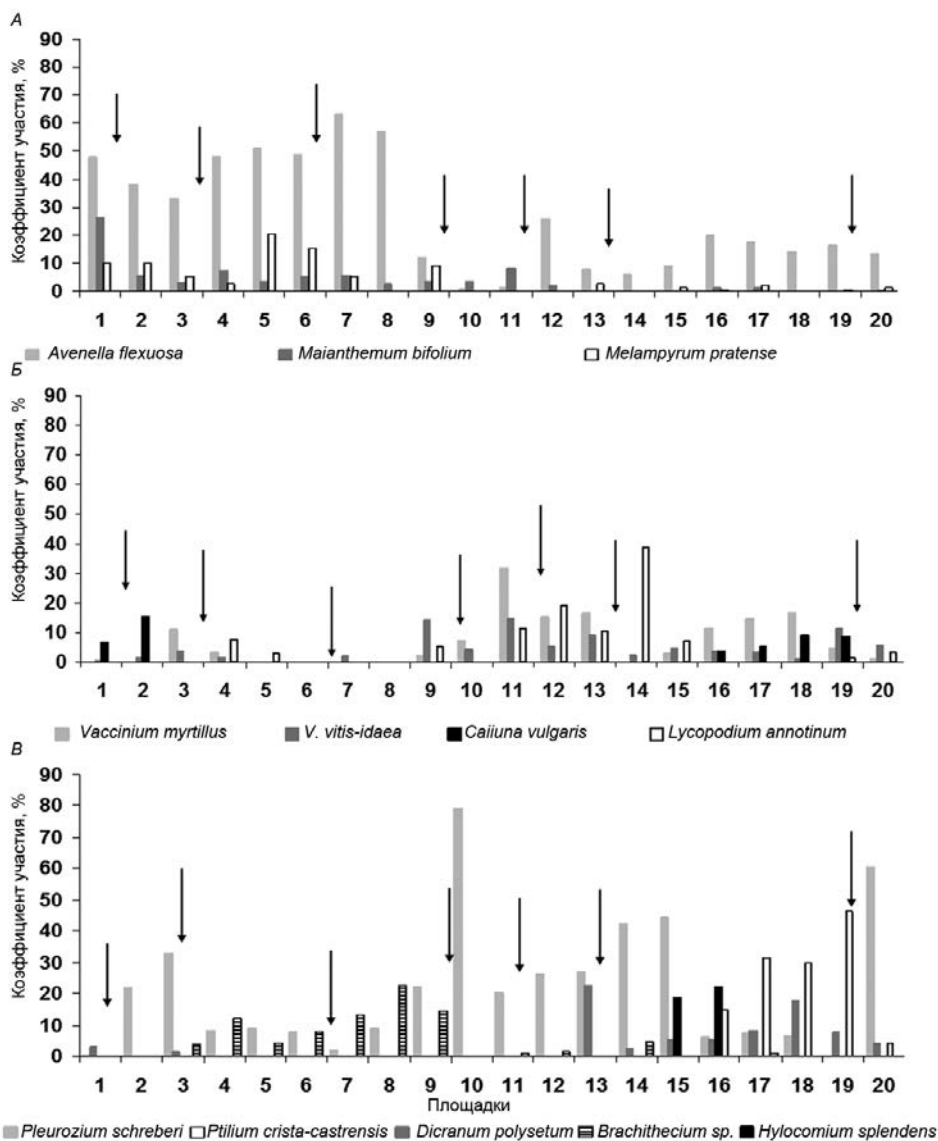 А
Коэффициент участия, %
90
80
70
60
50
40
30
20
10
0
1 2 3 4 5 6 7 8 9 10 11 12 13 14 15 16 17 18 19 20
Avenella flexuosa Maianthemum bifolium Melampyrum pratense
Б
Коэффициент участия, %
90
80
70
60
50
40
30
20
10
0
1 2 3 4 5 6 7 8 9 10 11 12 13 14 15 16 17 18 19 20
Vaccinium myrtillus V. vitis-idaea Caiiuna vulgaris Lycopodium annotinum
В
Коэффициент участия, %
90
80
70
60
50
40
30
20
10
0
1 2 3 4 5 6 7 8 9 10 11 12 13 14 15 16 17 18 19 20
Площадки
Pleurozium schreberi Ptilium crista-castrensis Dicranum polysetum Brachithecium sp. Hylocomium splendens